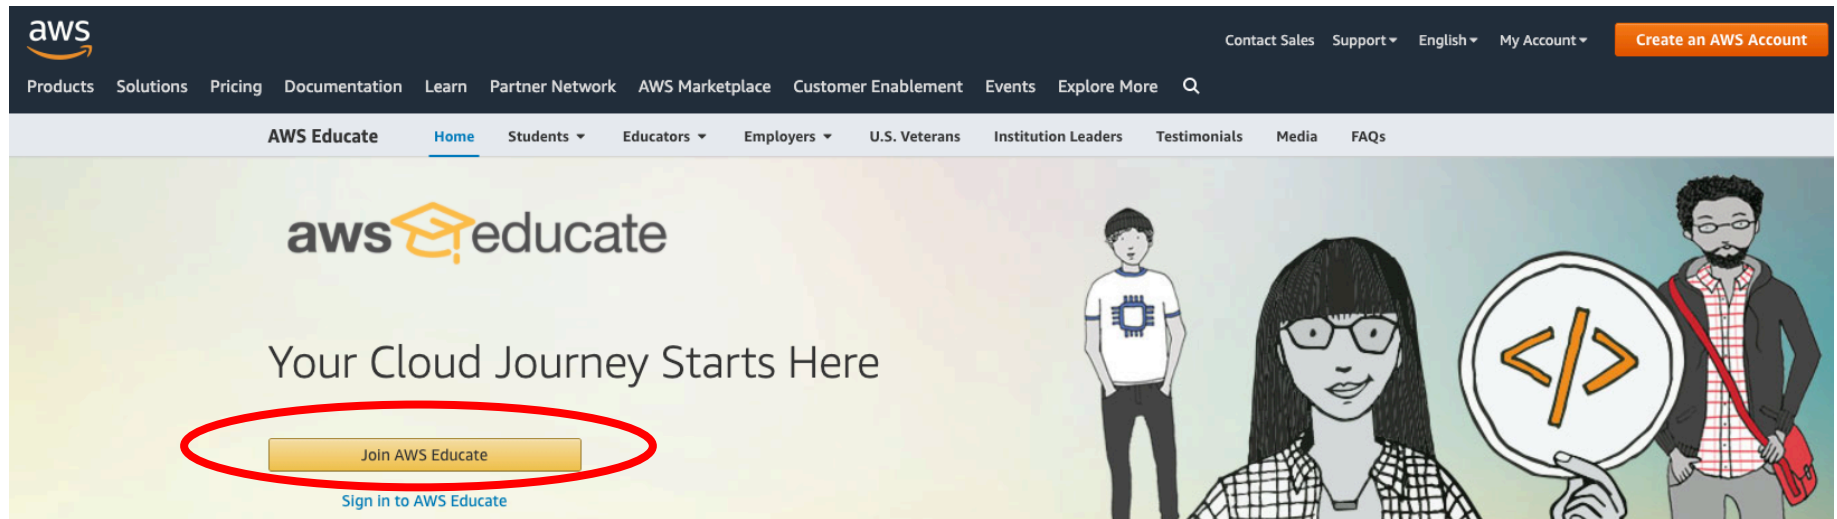 aws
Contact Sales Support English My Account Create an AWS Account
Products Solutions Pricing Documentation Learn Partner Network AWS Marketplace Customer Enablement Events Explore More
AWS Educate Home Students Educators Employers U.S. Veterans Institution Leaders Testimonials Media FAQs
aws educate
</>
Your Cloud Journey Starts Here
Join AWS Educate
Sign in to AWS Educate